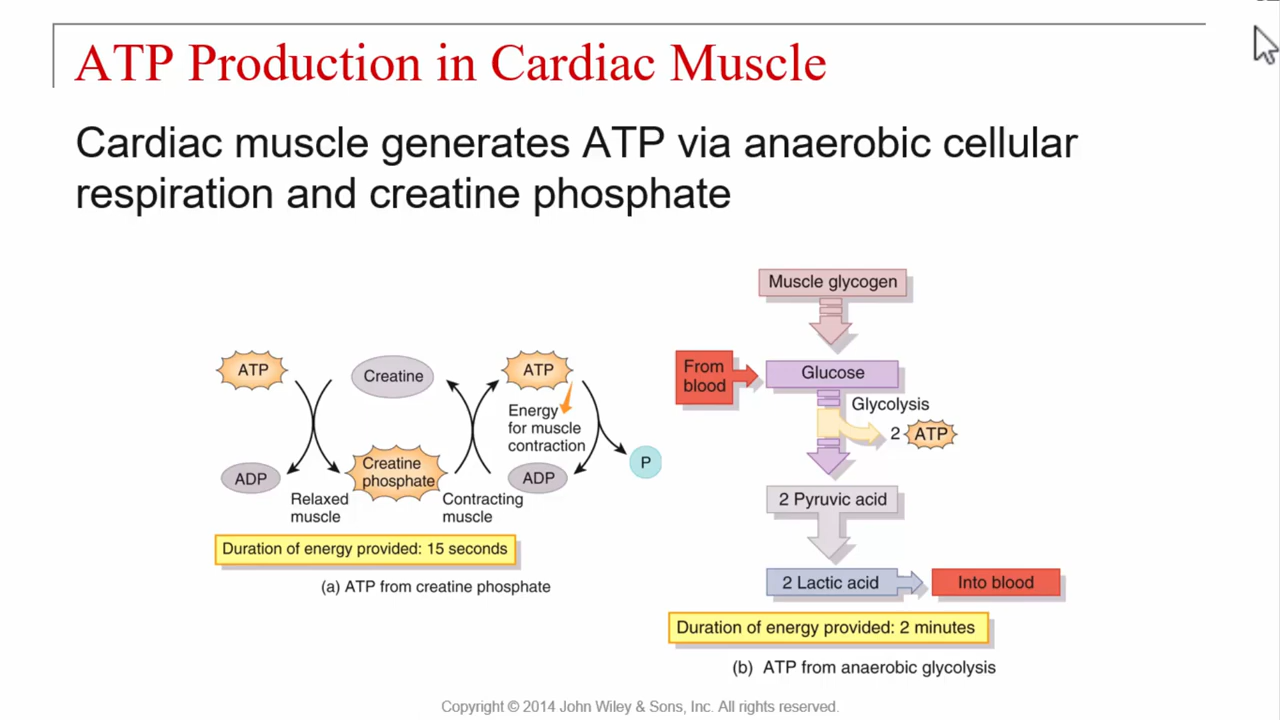 ATP Production in Cardiac Muscle
Cardiac muscle generates ATP via anaerobic cellular
respiration and creatine phosphate
ATP
Creatine
ATP
Energy
for muscle
contraction
ADP
Creatine
phosphate
ADP
P
Relaxed
muscle
Contracting
muscle
Duration of energy provided: 15 seconds
(a) ATP from creatine phosphate
Muscle glycogen
From
blood
Glucose
Glycolysis
2 ATP
2 Pyruvic acid
2 Lactic acid
Into blood
Duration of energy provided: 2 minutes
(b) ATP from anaerobic glycolysis
Copyright © 2014 John Wiley & Sons, Inc. All rights reserved.